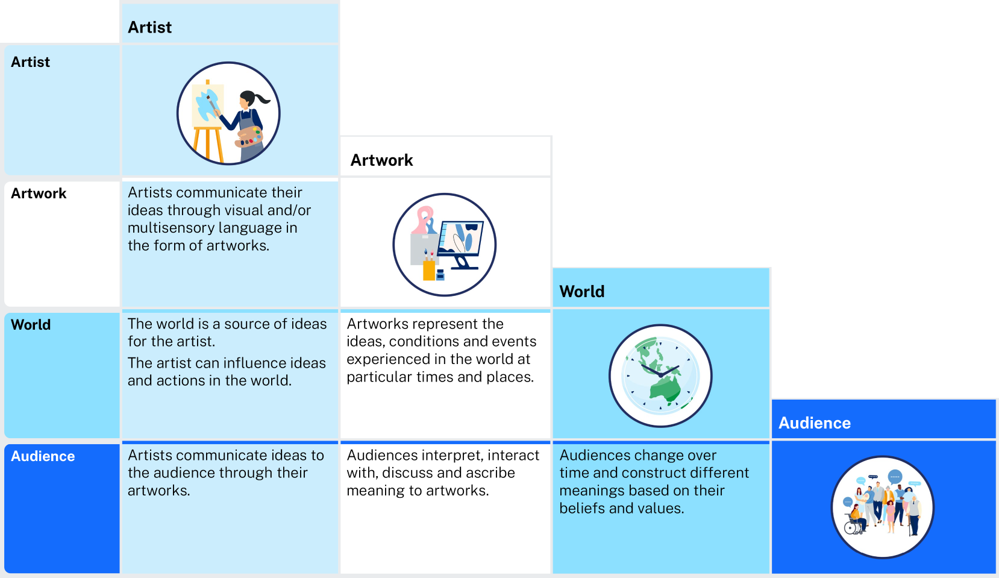 Artist
Artist
Artwork
Artwork
Artists communicate their
ideas through visual and/or
multisensory language in
the form of artworks.
World
World
The world is a source of ideas
for the artist.
The artist can influence ideas
and actions in the world.
Artworks represent the
ideas, conditions and events
experienced in the world at
particular times and places.
Audience
Audience
Artists communicate ideas to
the audience through their
artworks.
Audiences interpret, interact
with, discuss and ascribe
meaning to artworks.
Audiences change over
time and construct different
meanings based on their
beliefs and values.